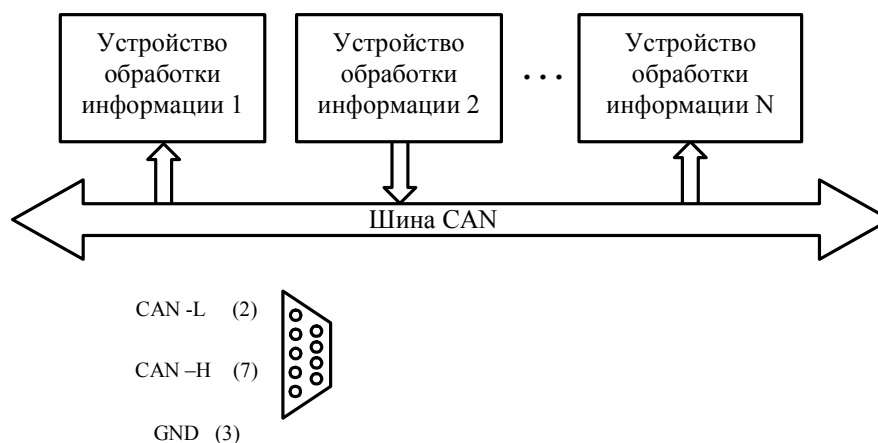 Устройство
обработки
информации 1
Устройство
обработки
информации 2
. . .
Устройство
обработки
информации N
Шина CAN
CAN -L (2)
CAN –H (7)
GND (3)